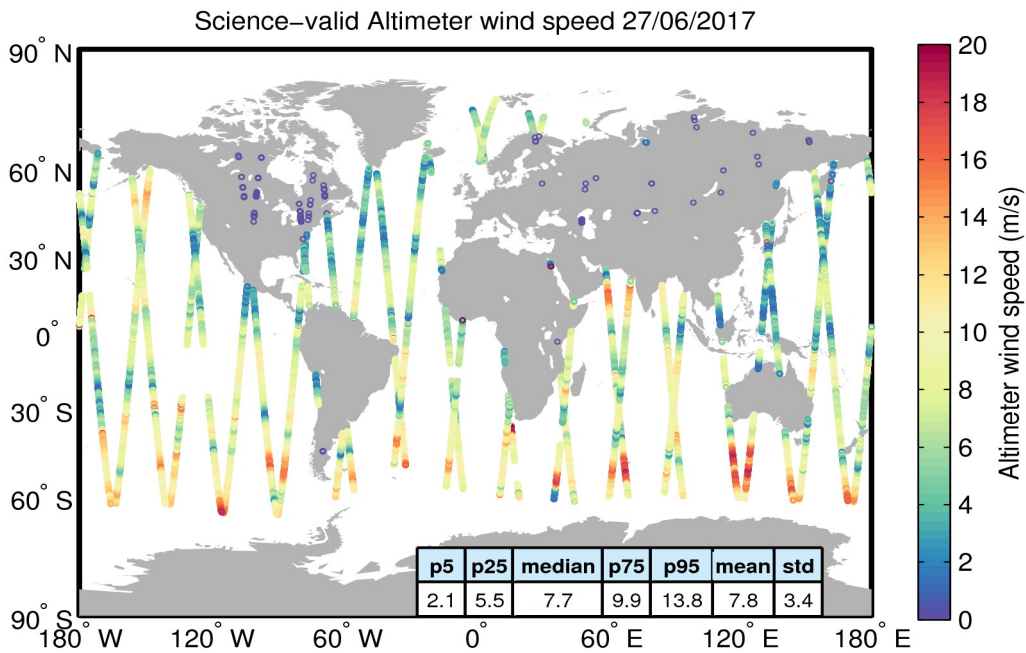 Science−valid Altimeter wind speed 27/06/2017
90° N
60° N
30° N
0°
30° S
60° S
90° S
180° W
120° W
60° W
0°
60° E
120° E
180° E
p5 p25 median p75 p95 mean std
2.1 5.5 7.7 9.9 13.8 7.8 3.4
20
18
16
14
12
10
8
6
4
2
0
Altimeter wind speed (m/s)